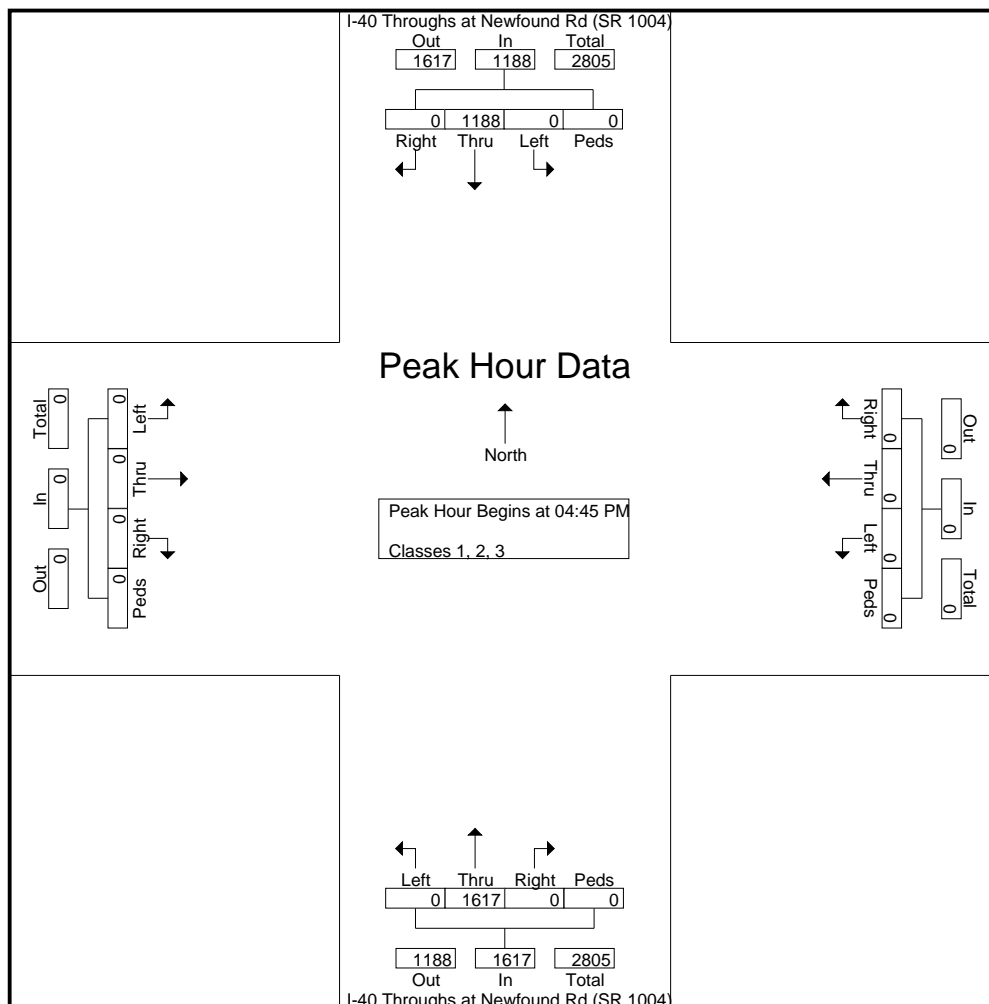 I-40 Throughs at Newfound Rd (SR 1004)
Out In Total
1617 1188 2805
0 1188 0 0
Right Thru Left Peds
Peak Hour Data
North
Peak Hour Begins at 04:45 PM
Classes 1, 2, 3
Total In Out
0 0 0
0 0 0 0
Left Thru Right Peds
Right Thru Left Peds
0 0 0 0
Out In Total
0 0 0
Left Thru Right Peds
0 1617 0 0
1188 1617 2805
Out In Total
I-40 Throughs at Newfound Rd (SR 1004)